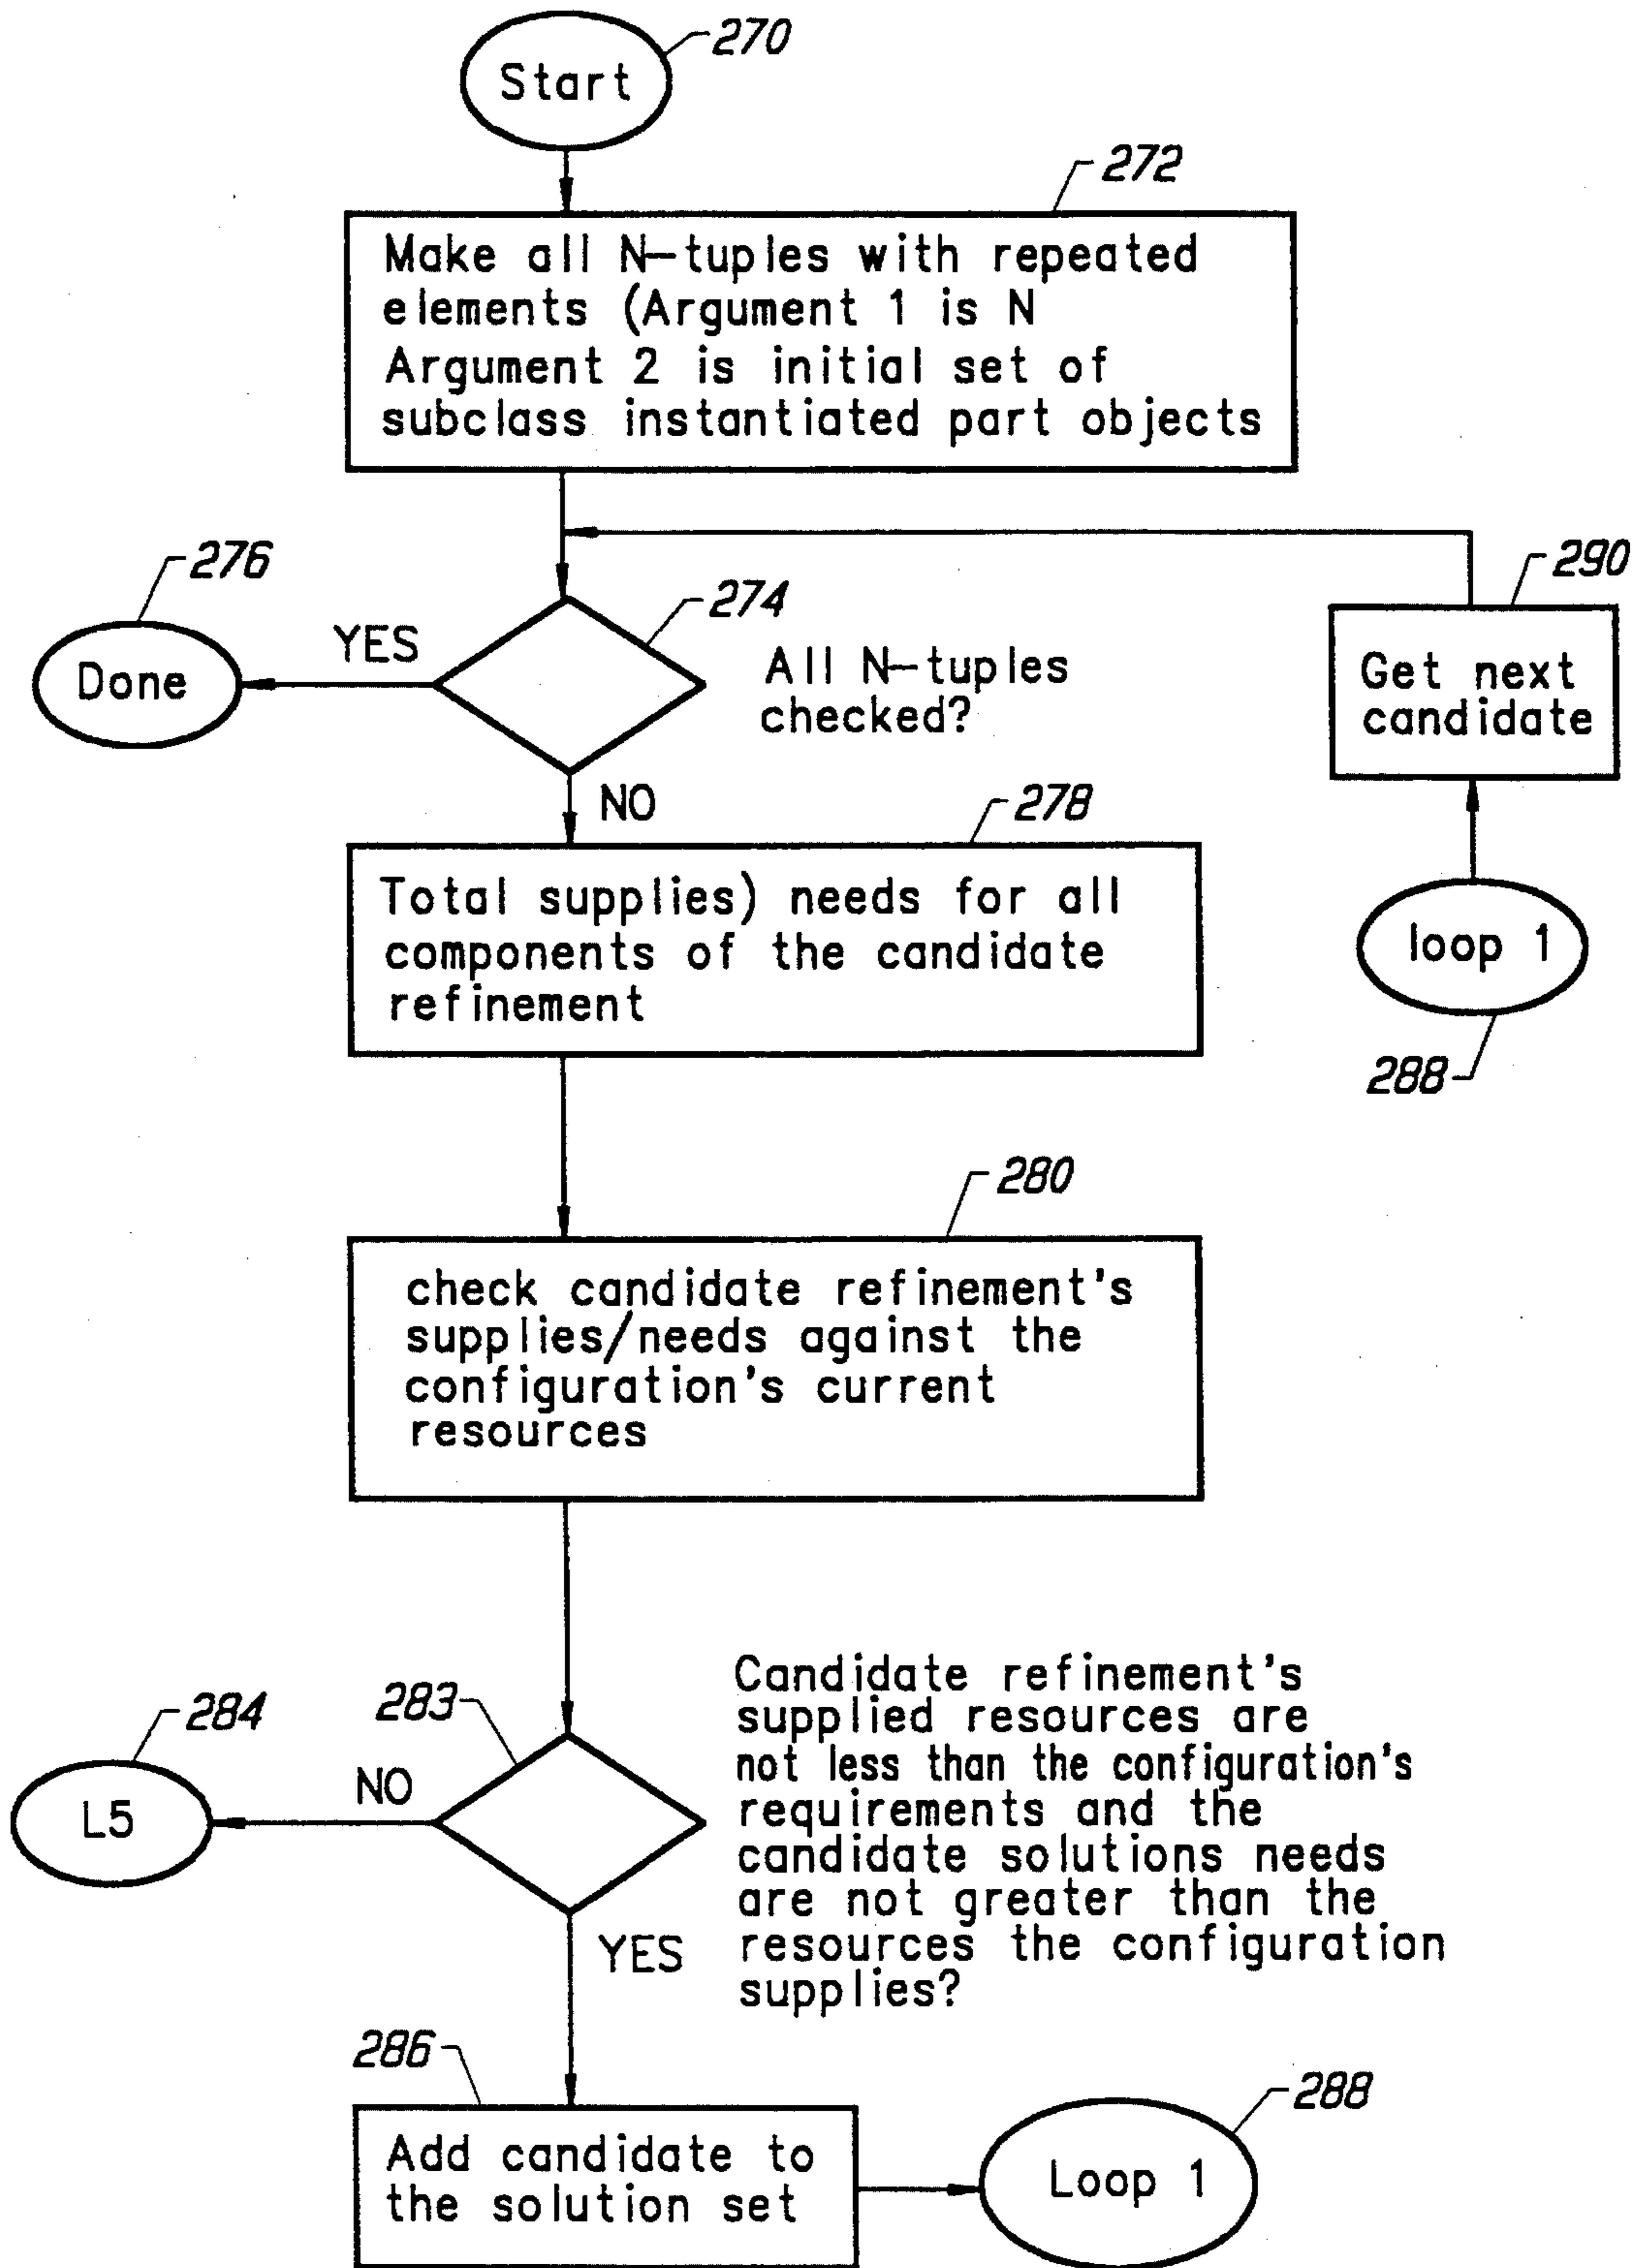 270
Start
272
Make all N-tuples with repeated
elements (Argument 1 is N
Argument 2 is initial set of
subclass instantiated part objects
276
274
290
YES
Done
All N-tuples
checked?
Get next
candidate
NO
278
Total supplies) needs for all
components of the candidate
refinement
loop 1
288
280
check candidate refinement's
supplies/needs against the
configuration's current
resources
284
283
NO
L5
Candidate refinement's
supplied resources are
not less than the configuration's
requirements and the
candidate solutions needs
are not greater than the
resources the configuration
supplies?
YES
286
288
Add candidate to
the solution set
Loop 1